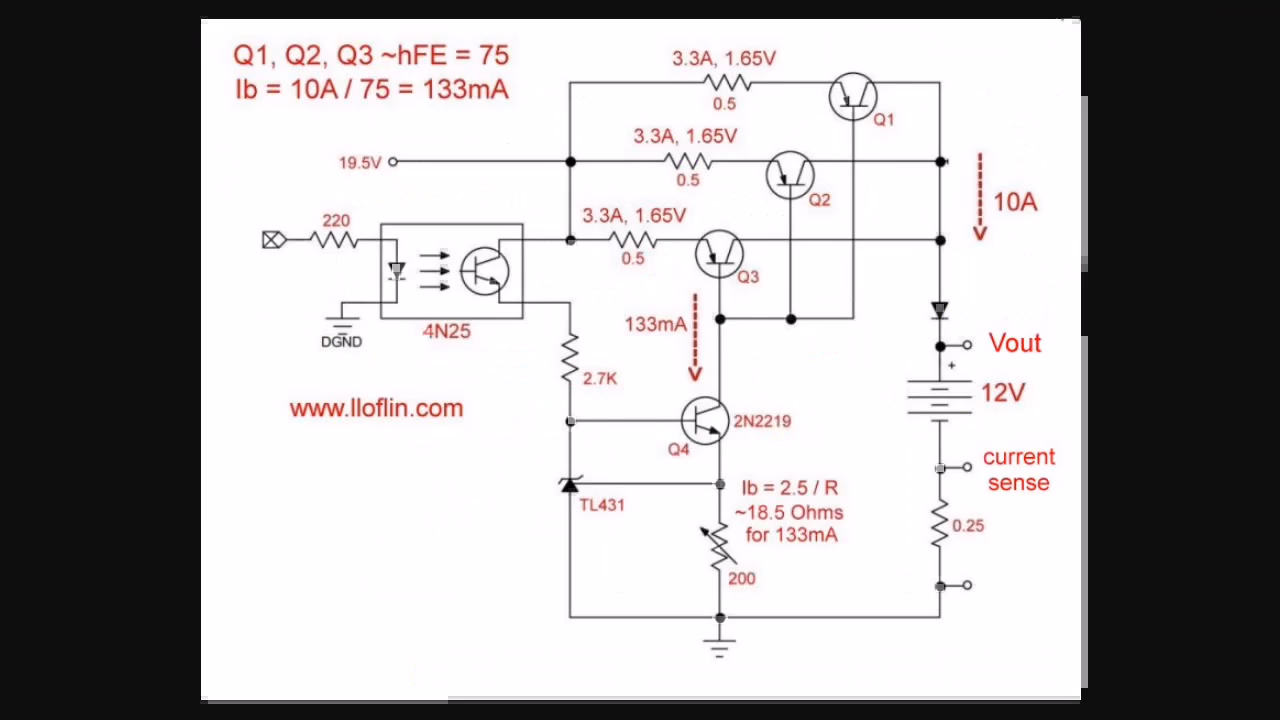 Q1, Q2, Q3 ~hFE = 75
Ib = 10A / 75 = 133mA
3.3A, 1.65V
0.5
Q1
3.3A, 1.65V
0.5
Q2
19.5V
10A
3.3A, 1.65V
0.5
Q3
220
4N25
DGND
133mA
Vout
+
12V
2.7K
www.lloflin.com
2N2219
Q4
current
sense
TL431
Ib = 2.5 / R
~18.5 Ohms
for 133mA
0.25
200